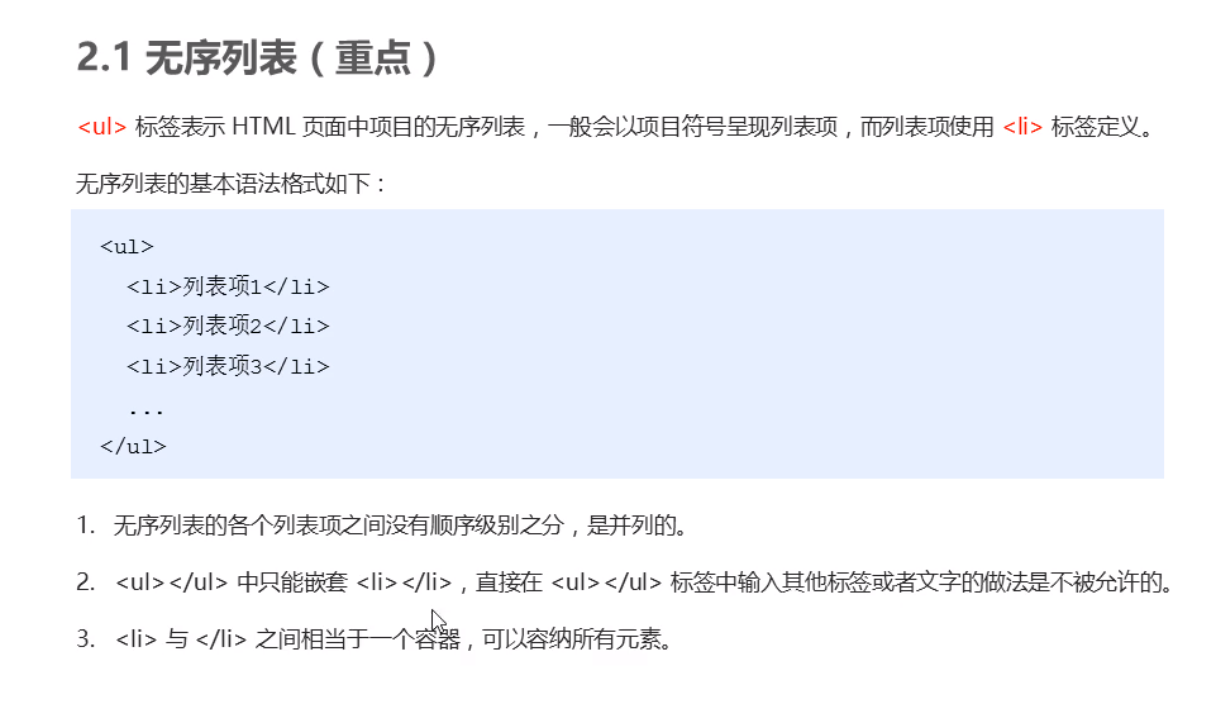 2.1 无序列表（重点）
<ul> 标签表示 HTML 页面中项目的无序列表，一般会以项目符号呈现列表项，而列表项使用 <li> 标签定义。
无序列表的基本语法格式如下：
<ul>
<li>列表项1</li>
<li>列表项2</li>
<li>列表项3</li>
...
</ul>
1. 无序列表的各个列表项之间没有顺序级别之分，是并列的。
2. <ul></ul> 中只能嵌套 <li></li>，直接在 <ul></ul> 标签中输入其他标签或者文字的做法是不被允许的。
3. <li> 与 </li> 之间相当于一个容器，可以容纳所有元素。